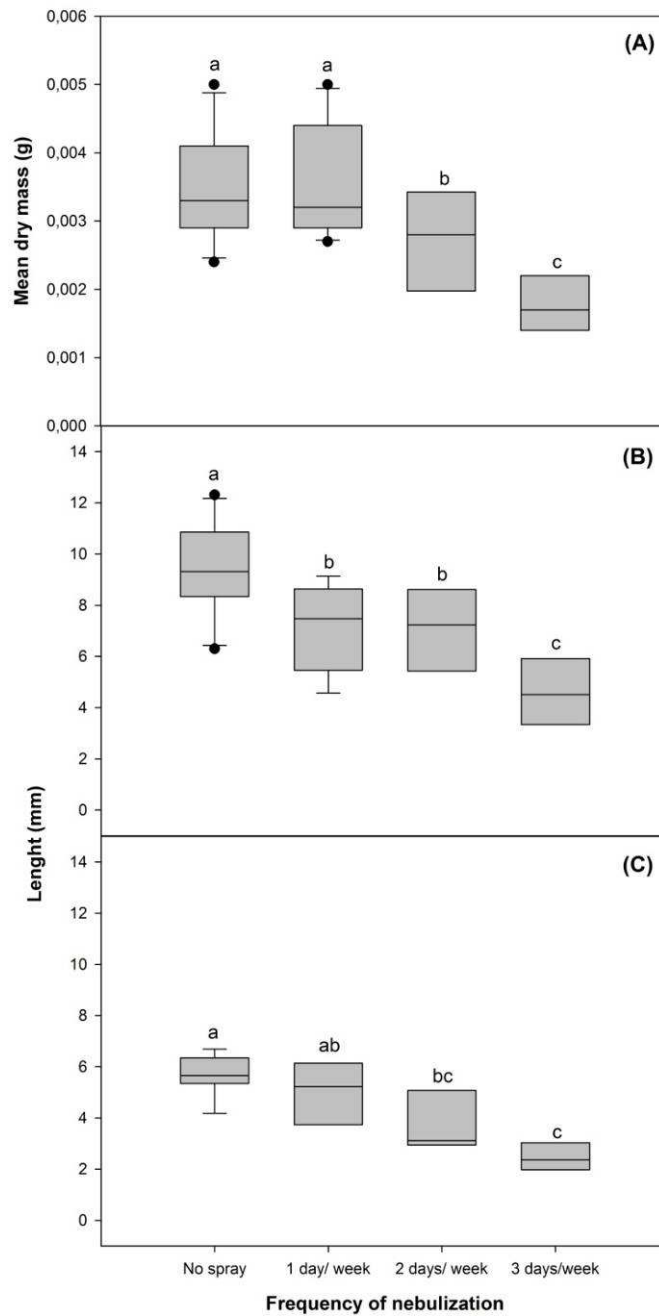 (A)
Mean dry mass (g)
0,006
0,005
0,004
0,003
0,002
0,001
0,000
a
a
b
c
(B)
Lenght (mm)
14
12
10
8
6
4
2
0
a
b
b
c
(C)
14
12
10
8
6
4
2
0
a
ab
bc
c
No spray
1 day/ week
2 days/ week
3 days/week
Frequency of nebulization